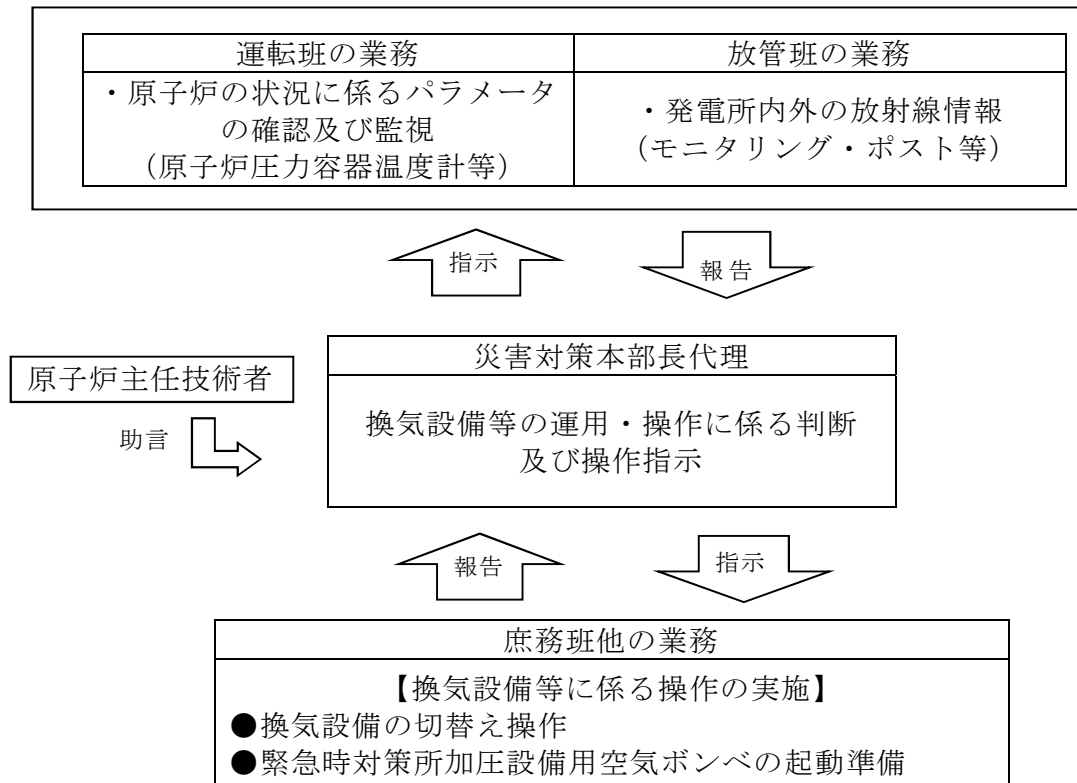 運転班の業務
・原子炉の状況に係るパラメータ
の確認及び監視
（原子炉圧力容器温度計等）
放管班の業務
・発電所内外の放射線情報
（モニタリング・ポスト等）
指示
報告
原子炉主任技術者
助言
災害対策本部長代理
換気設備等の運用・操作に係る判断
及び操作指示
報告
指示
庶務班他の業務
【換気設備等に係る操作の実施】
●換気設備の切替え操作
●緊急時対策所加圧設備用空気ボンベの起動準備